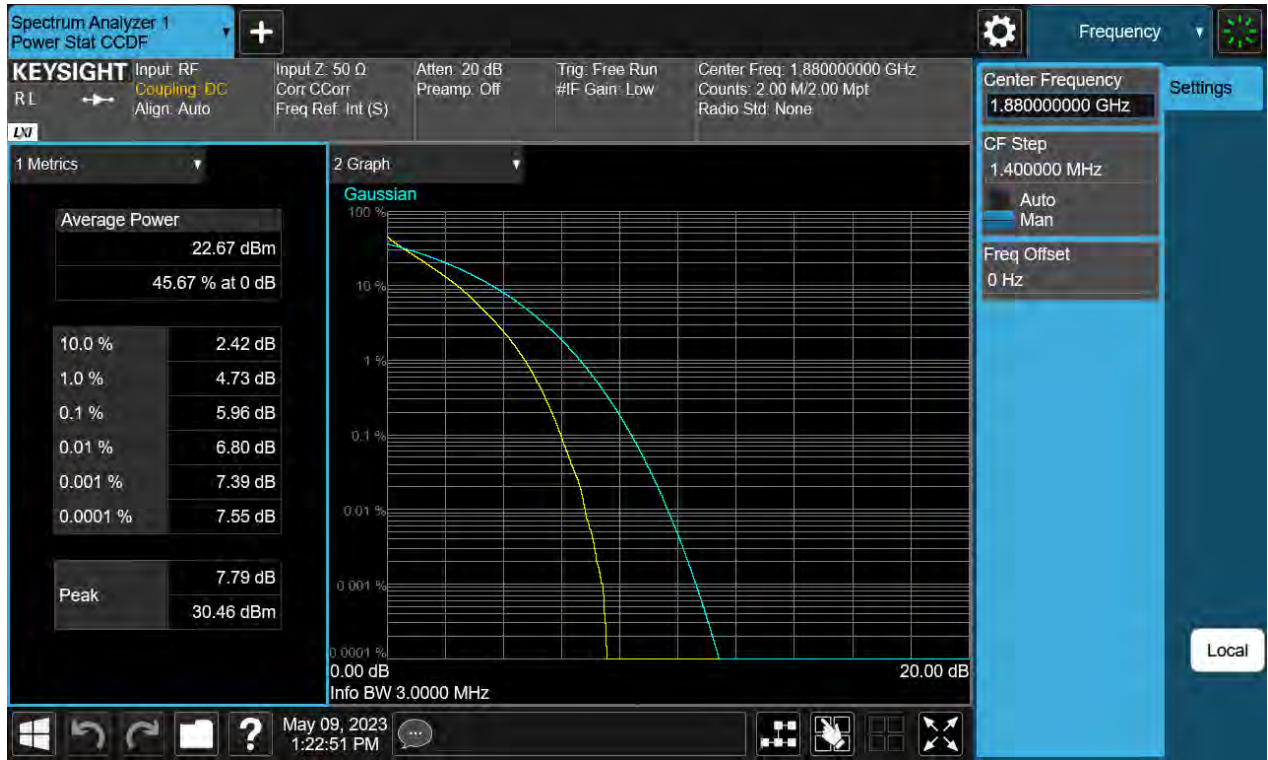 Spectrum Analyzer 1
Power Stat CCDF
Frequency
KEYSIGHT
RL
LXI
Input: RF
Coupling: DC
Align: Auto
Input Z: 50 Ω
Corr CCorr
Freq Ref: Int (S)
Atten: 20 dB
Preamp: Off
Trig: Free Run
#IF Gain: Low
Center Freq: 1.880000000 GHz
Counts: 2.00 M/2.00 Mpt
Radio Std: None
Center Frequency
1.880000000 GHz
Settings
CF Step
1.400000 MHz
Auto
Man
Freq Offset
0 Hz
1 Metrics
Average Power
22.67 dBm
45.67 % at 0 dB
10.0 % 2.42 dB
1.0 % 4.73 dB
0.1 % 5.96 dB
0.01 % 6.80 dB
0.001 % 7.39 dB
0.0001 % 7.55 dB
Peak
7.79 dB
30.46 dBm
2 Graph
Gaussian
100 %
10 %
1 %
0.1 %
0.01 %
0.001 %
0.0001 %
0.00 dB 20.00 dB
Info BW 3.0000 MHz
Local
?
May 09, 2023
1:22:51 PM